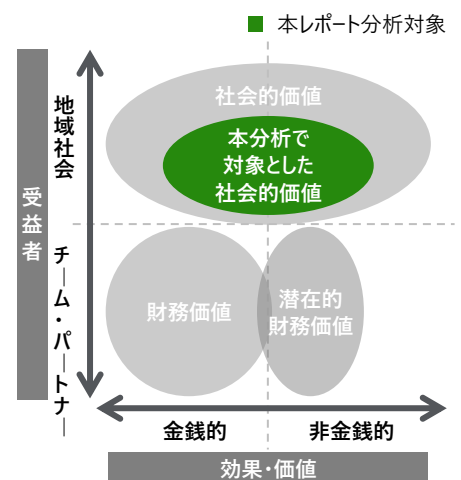 本レポート分析対象
地域社会
社会的価値
本分析で
対象とした
社会的価値
受益者
チーム・パートナー
財務価値
潜在的
財務価値
金銭的
非金銭的
効果・価値